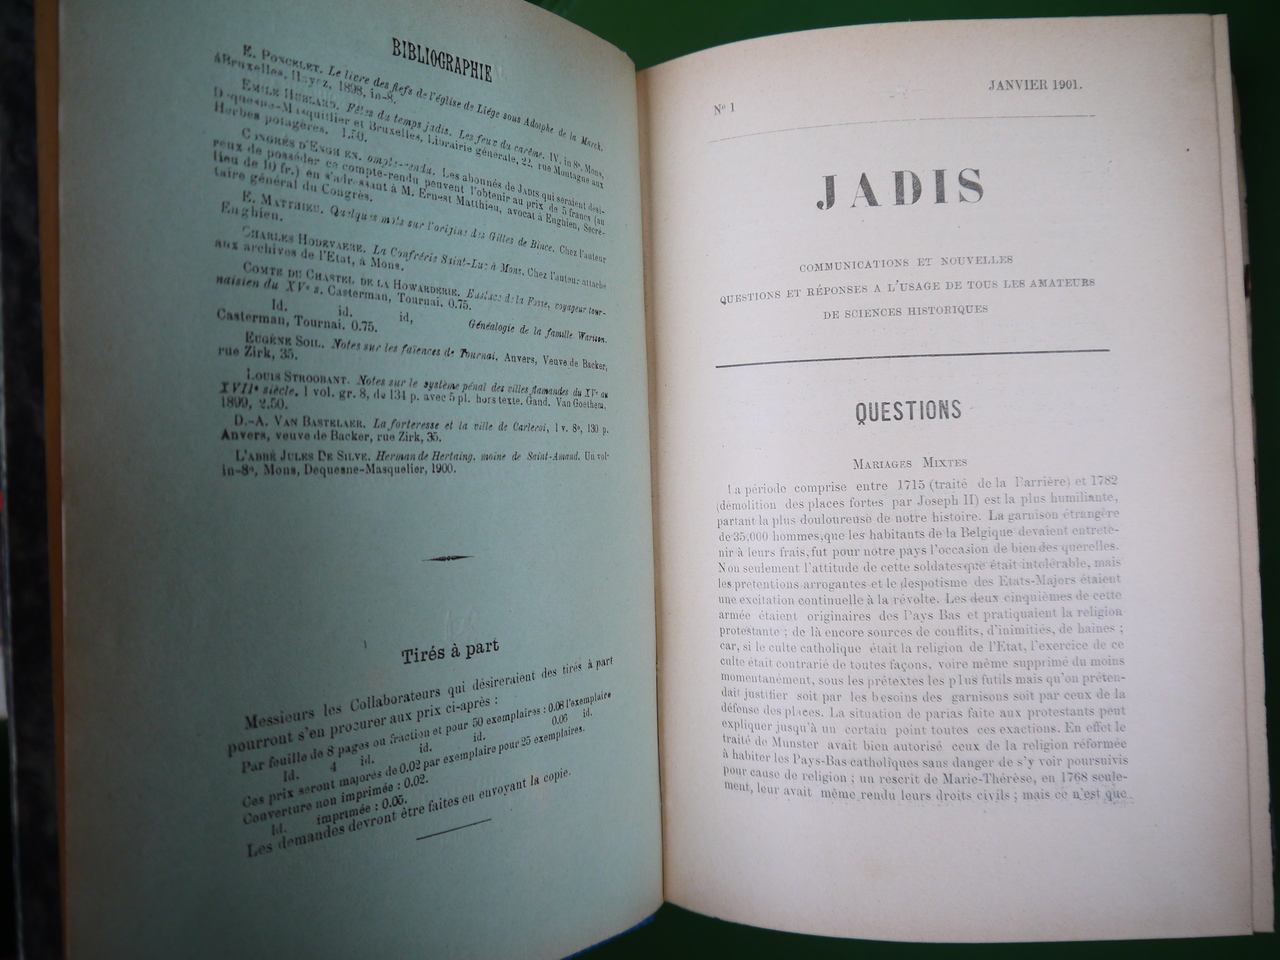 BIBLIOGRAPHIE
E. PONCELET. Le livre des fiefs de l'église de Liége sous Adolphe de la Marck.
à Bruxelles, Hayez, 1898, in-8.
EMILE HUBLARD. Fêtes du temps jadis. Les feux du carême. IV. in 8°, Mons,
Dequesne-Masquillier et Bruxelles, Librairie générale, 22, rue Montagne aux
Herbes potagères. 1.50.
CONGRÈS D'ENGHIEN. ompte-rendu. Les abonnés de JADIS qui seraient dési-
reux de posséder ce compte-rendu peuvent l'obtenir au prix de 5 francs (au
lieu de 10 fr.) en s'adressant à M. Ernest Matthieu, avocat à Enghien, Secré-
taire général du Congrès.
E. MATTHIEU. Quelques mots sur l'origine des Gilles de Binche. Chez l'auteur
Enghien.
CHARLES HODEVAERE. La Confrérie Saint-Luc à Mons. Chez l'auteur attaché
aux archives de l'Etat, à Mons.
COMTE DU CHASTEL DE LA HOWARDERIE. Eustace de la Fosse, voyageur tour-
naisien du XVe s. Casterman, Tournai. 0.75.
Id. id. id, Généalogie de la famille Warison.
Casterman, Tournai. 0.75.
EUGÈNE SOIL. Notes sur les faïences de Tournai. Anvers, Veuve de Backer,
rue Zirk, 35.
LOUIS STROOBANT. Notes sur le système pénal des villes flamandes du XVe au
XVIIe siècle. 1 vol. gr. 8, de 134 p. avec 5 pl. hors texte. Gand. Van Goethem,
1899, 2.50.
D.-A. VAN BASTELAER. La forteresse et la ville de Carleroi, 1 v. 8°, 130 p.
Anvers, veuve de Backer, rue Zirk, 35.
L'ABBÉ JULES DE SILVE. Herman de Hertaing, moine de Saint-Amand. Un vol.
in-8°, Mons, Dequesne-Masquelier, 1900.
Tirés à part
Messieurs les Collaborateurs qui désireraient des tirés à part
pourront s'en procurer aux prix ci-après :
Par feuille de 8 pages ou fraction et pour 50 exemplaires : 0.08 l'exemplaire
Id. 4 id. id. id. 0.06 id.
Ces prix seront majorés de 0.02 par exemplaire pour 25 exemplaires.
Couverture non imprimée : 0.02.
Id. imprimée : 0.05.
Les demandes devront être faites en envoyant la copie.
N° 1 JANVIER 1901.
JADIS
COMMUNICATIONS ET NOUVELLES
QUESTIONS ET RÉPONSES A L'USAGE DE TOUS LES AMATEURS
DE SCIENCES HISTORIQUES
QUESTIONS
MARIAGES MIXTES
La période comprise entre 1715 (traité de la Barrière) et 1782
(démolition des places fortes par Joseph II) est la plus humiliante,
partant la plus douloureuse de notre histoire. La garnison étrangère
de 35,000 hommes, que les habitants de la Belgique devaient entrete-
nir à leurs frais, fut pour notre pays l'occasion de bien des querelles.
Non seulement l'attitude de cette soldatesque était intolérable, mais
les prétentions arrogantes et le despotisme des Etats-Majors étaient
une excitation continuelle à la révolte. Les deux cinquièmes de cette
armée étaient originaires des Pays Bas et pratiquaient la religion
protestante ; de là encore sources de conflits, d'inimitiés, de haines ;
car, si le culte catholique était la religion de l'Etat, l'exercice de ce
culte était contrarié de toutes façons, voire même supprimé du moins
momentanément, sous les prétextes les plus futils mais qu'on préten-
dait justifier soit par les besoins des garnisons soit par ceux de la
défense des places. La situation de parias faite aux protestants peut
expliquer jusqu'à un certain point toutes ces exactions. En effet le
traité de Munster avait bien autorisé ceux de la religion réformée
à habiter les Pays-Bas catholiques sans danger de s'y voir poursuivis
pour cause de religion ; un rescrit de Marie-Thérèse, en 1768 seule-
ment, leur avait même rendu leurs droits civils ; mais ce n'est que